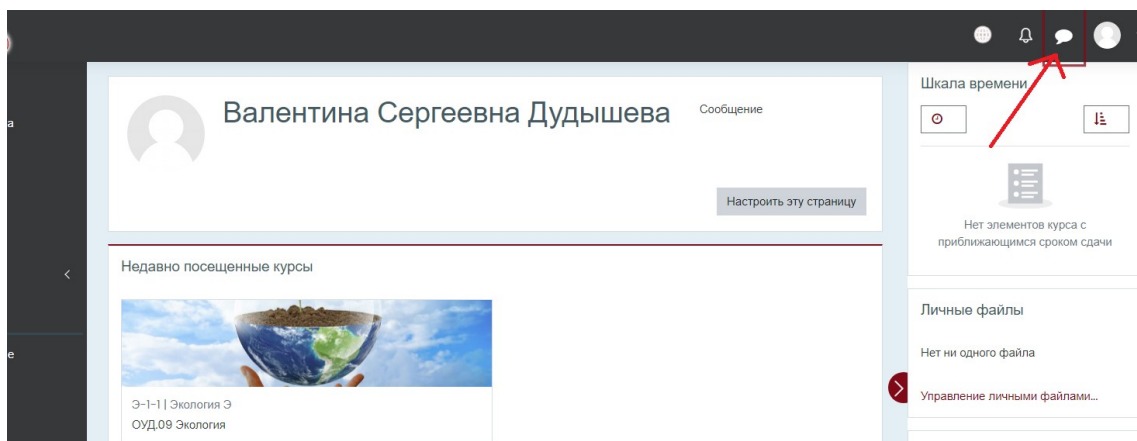 а
Валентина Сергеевна Дудышева
Сообщение
Настроить эту страницу
Шкала времени
Нет элементов курса с
приближающимся сроком сдачи
Недавно посещенные курсы
Личные файлы
Нет ни одного файла
е
Управление личными файлами...
Э-1-1 | Экология Э
ОУД.09 Экология